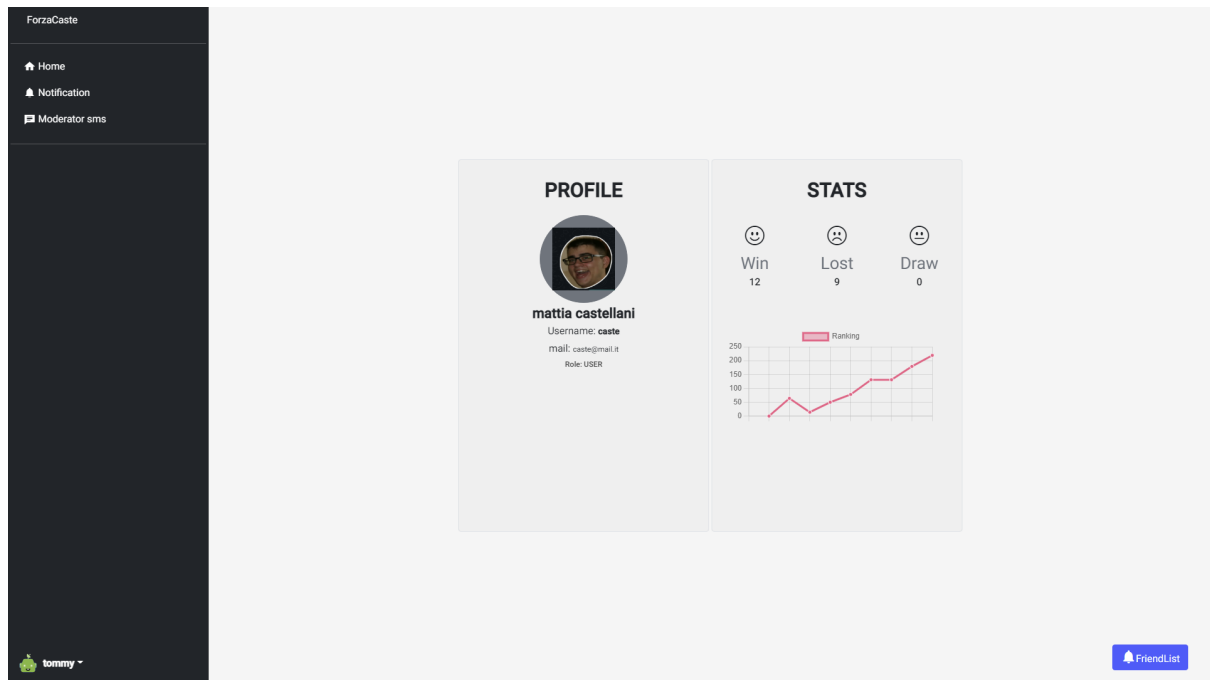 ForzaCaste
Home
Notification
Moderator sms
PROFILE
mattia castellani
Username: caste
mail: caste@mail.it
Role: USER
STATS
Win Lost Draw
12 9 0
Ranking
250
200
150
100
50
0
tommy
FriendList